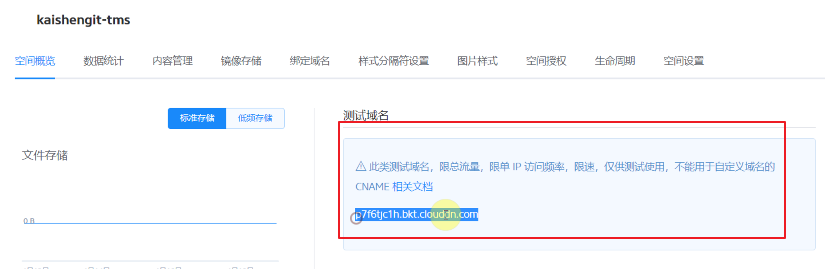 kaishengit-tms
空间概览 数据统计 内容管理 镜像存储 绑定域名 样式分隔符设置 图片样式 空间授权 生命周期 空间设置
标准存储 低频存储
测试域名
文件存储
此类测试域名，限总流量，限单 IP 访问频率，限速，仅供测试使用，不能用于自定义域名的
CNAME 相关文档
p7f6tjc1h.bkt.clouddn.com
0 B